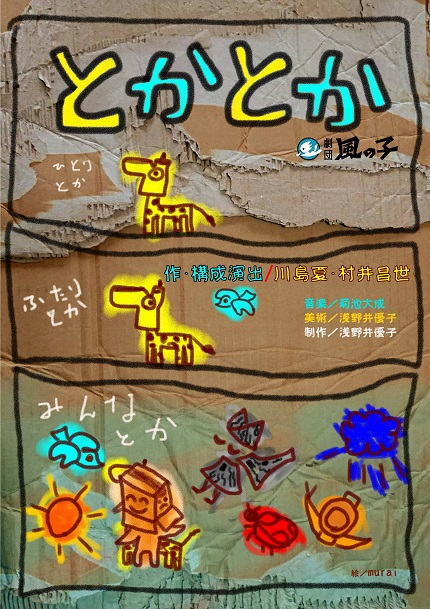 とかとか
劇団 風の子
ひとり
とか
作・構成演出/川島夏・村井昌世
ふたり
とか
音楽／菊池大成
美術／浅野井優子
制作／浅野井優子
みんな
とか
絵／murai